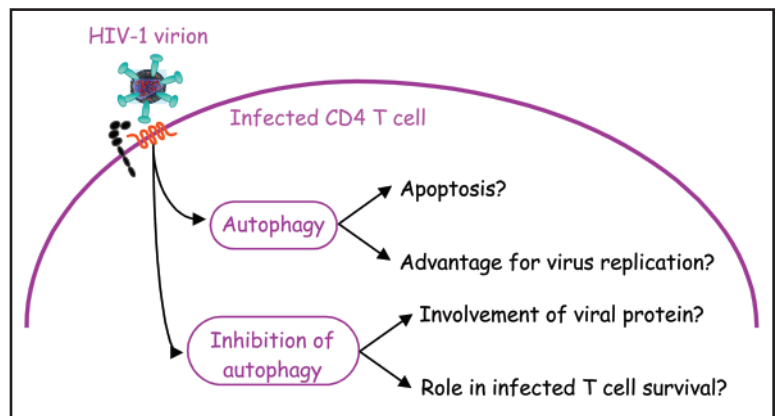 HIV-1 virion
Infected CD4 T cell
Apoptosis?
Autophagy
Advantage for virus replication?
Involvement of viral protein?
Inhibition of
autophagy
Role in infected T cell survival?